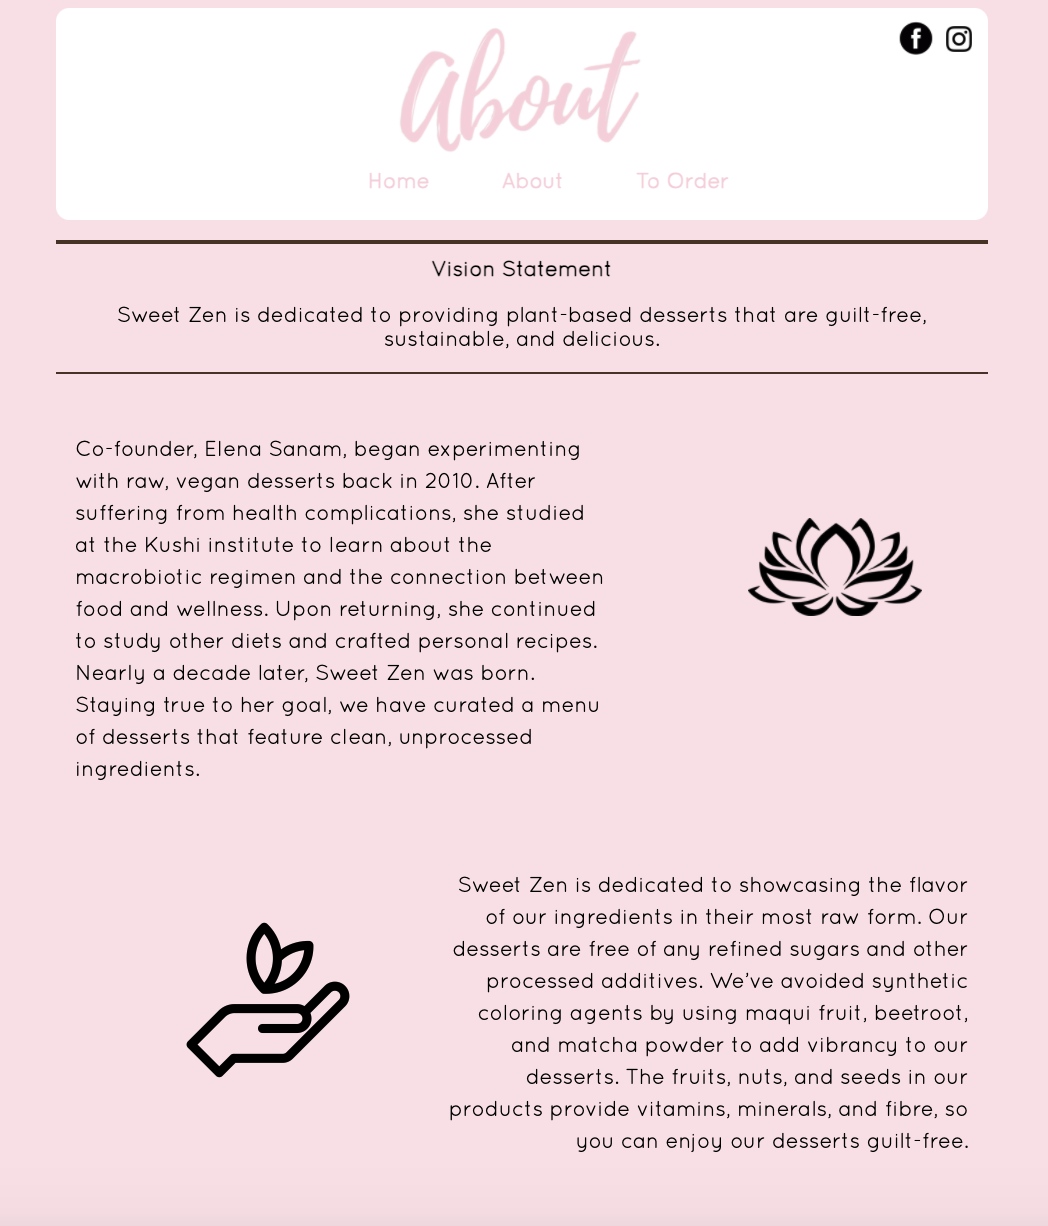 About
Home About To Order
Vision Statement
Sweet Zen is dedicated to providing plant-based desserts that are guilt-free,
sustainable, and delicious.
Co-founder, Elena Sanam, began experimenting
with raw, vegan desserts back in 2010. After
suffering from health complications, she studied
at the Kushi institute to learn about the
macrobiotic regimen and the connection between
food and wellness. Upon returning, she continued
to study other diets and crafted personal recipes.
Nearly a decade later, Sweet Zen was born.
Staying true to her goal, we have curated a menu
of desserts that feature clean, unprocessed
ingredients.
Sweet Zen is dedicated to showcasing the flavor
of our ingredients in their most raw form. Our
desserts are free of any refined sugars and other
processed additives. We’ve avoided synthetic
coloring agents by using maqui fruit, beetroot,
and matcha powder to add vibrancy to our
desserts. The fruits, nuts, and seeds in our
products provide vitamins, minerals, and fibre, so
you can enjoy our desserts guilt-free.